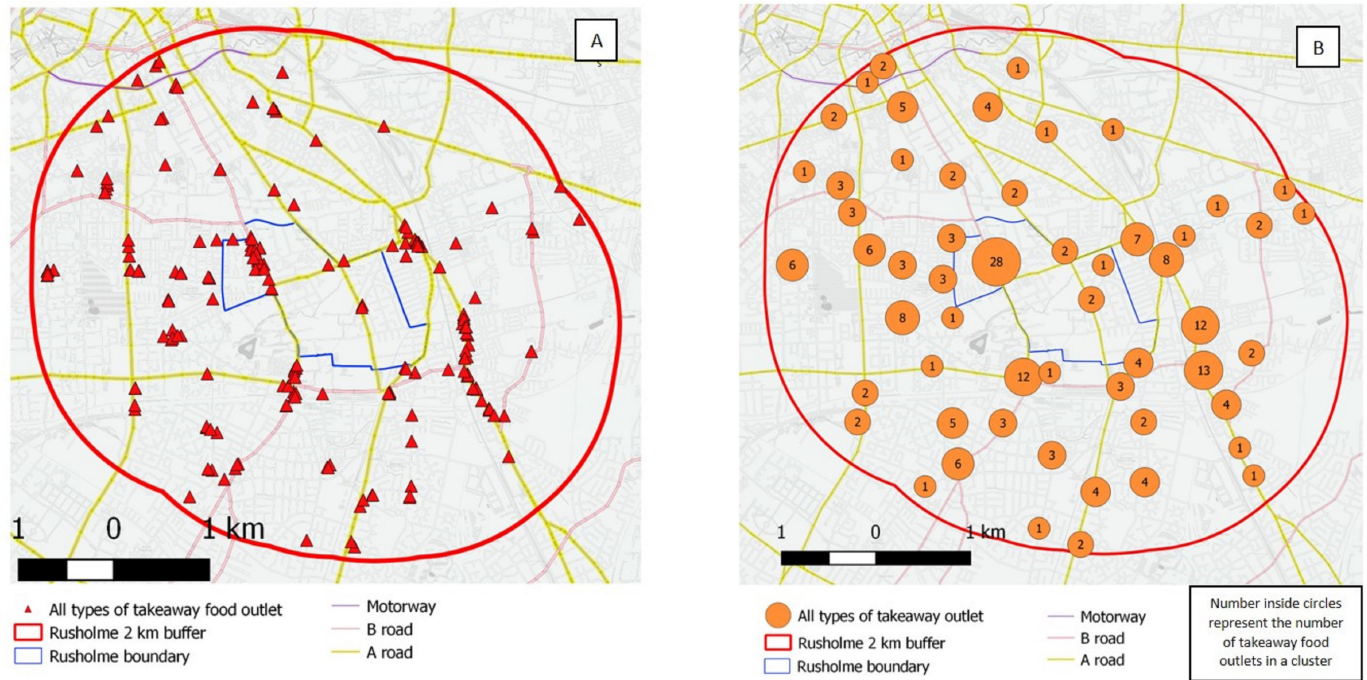 A
B
2
1
1
5
4
2
1
1
1
2
1
3
2
1
3
1
1
2
3
7
1
6
2
8
28
6
3
1
3
2
8
1
12
2
4
1
13
12
1
3
2
4
2
5
3
2
1
3
6
1
4
4
1
1
2
1 0 1 km
1 0 1 km
All types of takeaway food outlet
Rusholme 2 km buffer
Rusholme boundary
Motorway
B road
A road
All types of takeaway outlet
Rusholme 2 km buffer
Rusholme boundary
Motorway
B road
A road
Number inside circles
represent the number
of takeaway food
outlets in a cluster